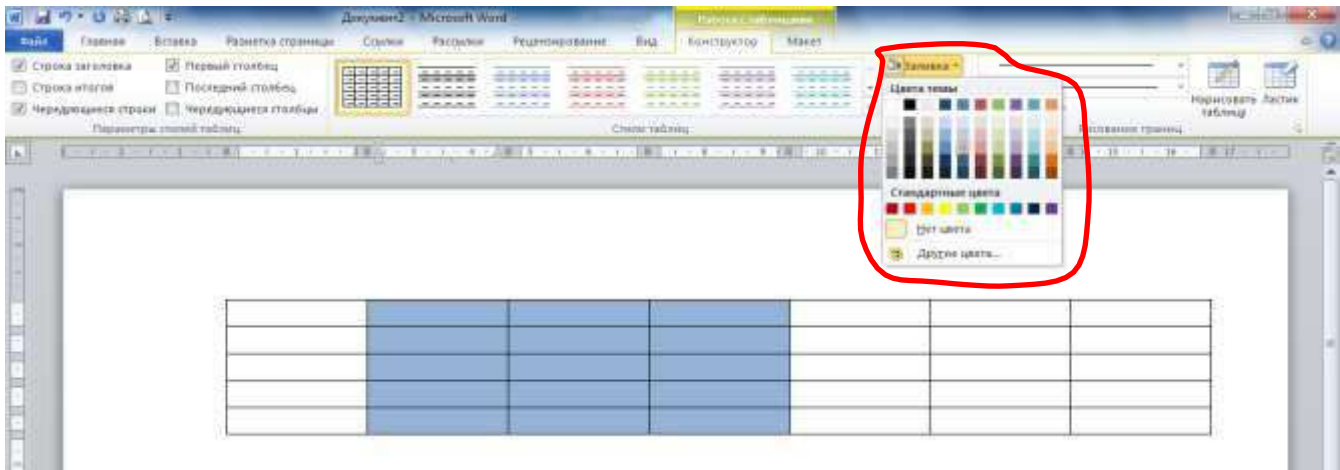 Документ2 - Microsoft Word
Работа с таблицами
Файл Главная Вставка Разметка страницы Ссылки Рассылки Рецензирование Вид Конструктор Макет
Строка заголовка Первый столбец
Строка итогов Последний столбец
Чередующиеся строки Чередующиеся столбцы
Параметры стилей таблиц
Стили таблиц
Заливка
Цвета темы
Стандартные цвета
Нет цвета
Другие цвета...
Нарисовать таблицу
Ластик
Рисование границ